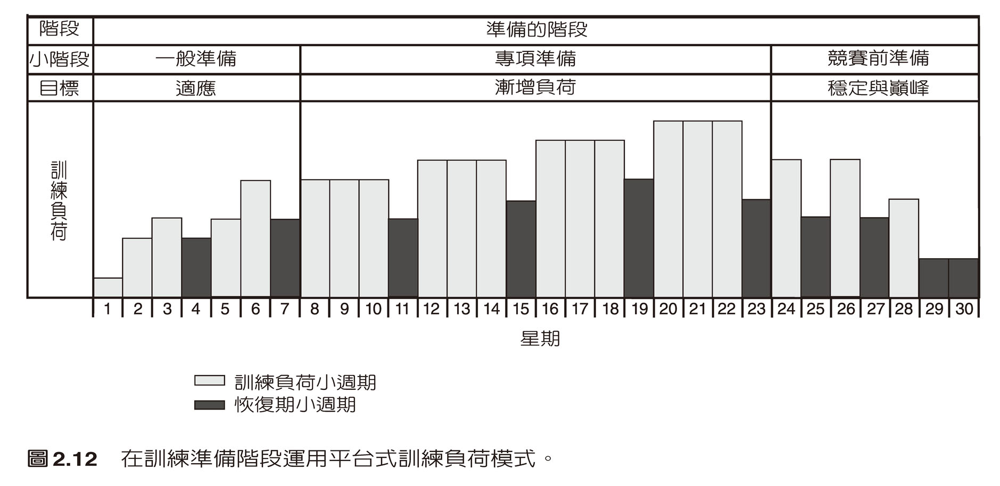 階段 準備的階段
小階段 一般準備 專項準備 競賽前準備
目標 適應 漸增負荷 穩定與巔峰
訓練負荷
1 2 3 4 5 6 7 8 9 10 11 12 13 14 15 16 17 18 19 20 21 22 23 24 25 26 27 28 29 30
星期
訓練負荷小週期
恢復期小週期
圖2.12 在訓練準備階段運用平台式訓練負荷模式。